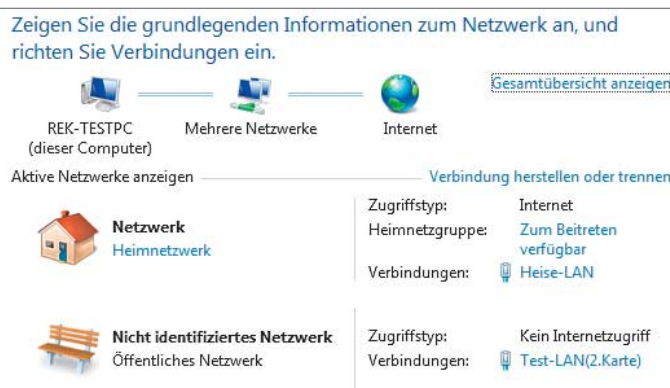 Zeigen Sie die grundlegenden Informationen zum Netzwerk an, und
richten Sie Verbindungen ein.
Gesamtübersicht anzeigen
REK-TESTPC
(dieser Computer)
Mehrere Netzwerke
Internet
Aktive Netzwerke anzeigen
Verbindung herstellen oder trennen
Netzwerk
Heimnetzwerk
Zugriffstyp: Internet
Heimnetzgruppe: Zum Beitreten
verfügbar
Verbindungen: Heise-LAN
Nicht identifiziertes Netzwerk
Öffentliches Netzwerk
Zugriffstyp: Kein Internetzugriff
Verbindungen: Test-LAN(2.Karte)